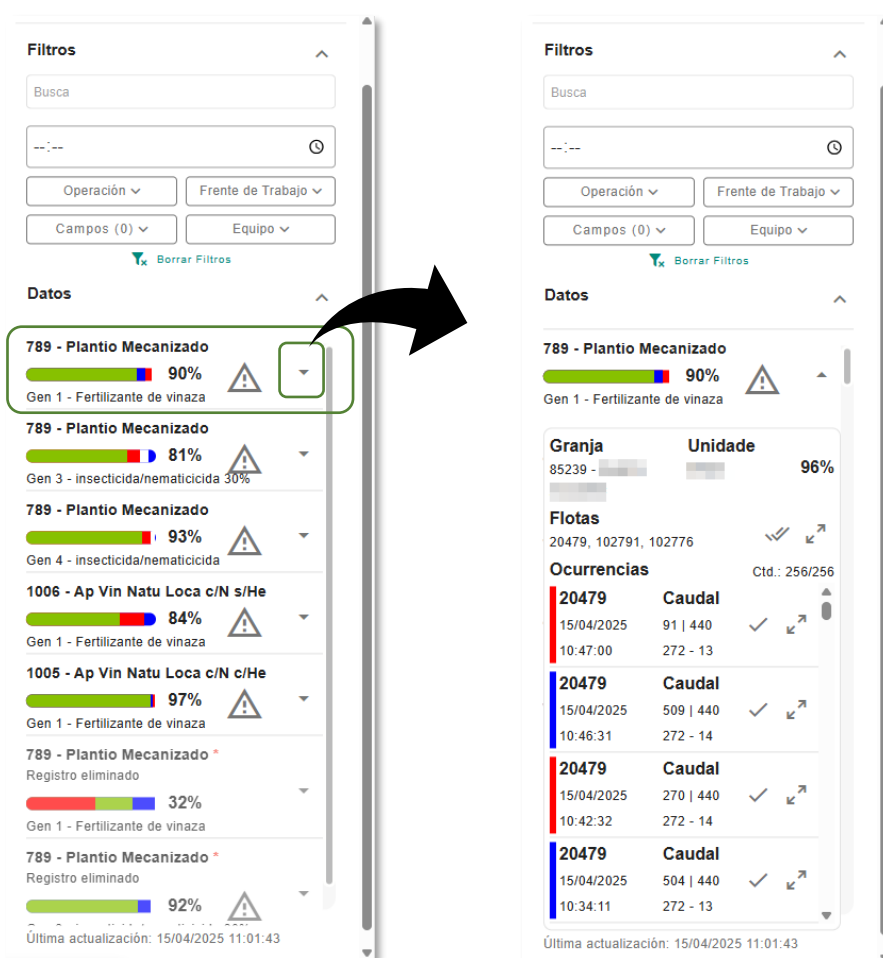 Filtros
Busca
--:--
Operación
Frente de Trabajo
Campos (0)
Equipo
Borrar Filtros
Datos
789 - Plantio Mecanizado
90%
Gen 1 - Fertilizante de vinaza
789 - Plantio Mecanizado
81%
Gen 3 - insecticida/nematicicida 30%
789 - Plantio Mecanizado
93%
Gen 4 - insecticida/nematicicida
1006 - Ap Vin Natu Loca c/N s/He
84%
Gen 1 - Fertilizante de vinaza
1005 - Ap Vin Natu Loca c/N c/He
97%
Gen 1 - Fertilizante de vinaza
789 - Plantio Mecanizado *
Registro eliminado
32%
Gen 1 - Fertilizante de vinaza
789 - Plantio Mecanizado *
Registro eliminado
92%
Última actualización: 15/04/2025 11:01:43
Filtros
Busca
--:--
Operación
Frente de Trabajo
Campos (0)
Equipo
Borrar Filtros
Datos
789 - Plantio Mecanizado
90%
Gen 1 - Fertilizante de vinaza
Granja Unidade
85239 - 96%
Flotas
20479, 102791, 102776
Ocurrencias Ctd.: 256/256
20479 Caudal
15/04/2025 91 | 440
10:47:00 272 - 13
20479 Caudal
15/04/2025 509 | 440
10:46:31 272 - 14
20479 Caudal
15/04/2025 270 | 440
10:42:32 272 - 14
20479 Caudal
15/04/2025 504 | 440
10:34:11 272 - 13
Última actualización: 15/04/2025 11:01:43